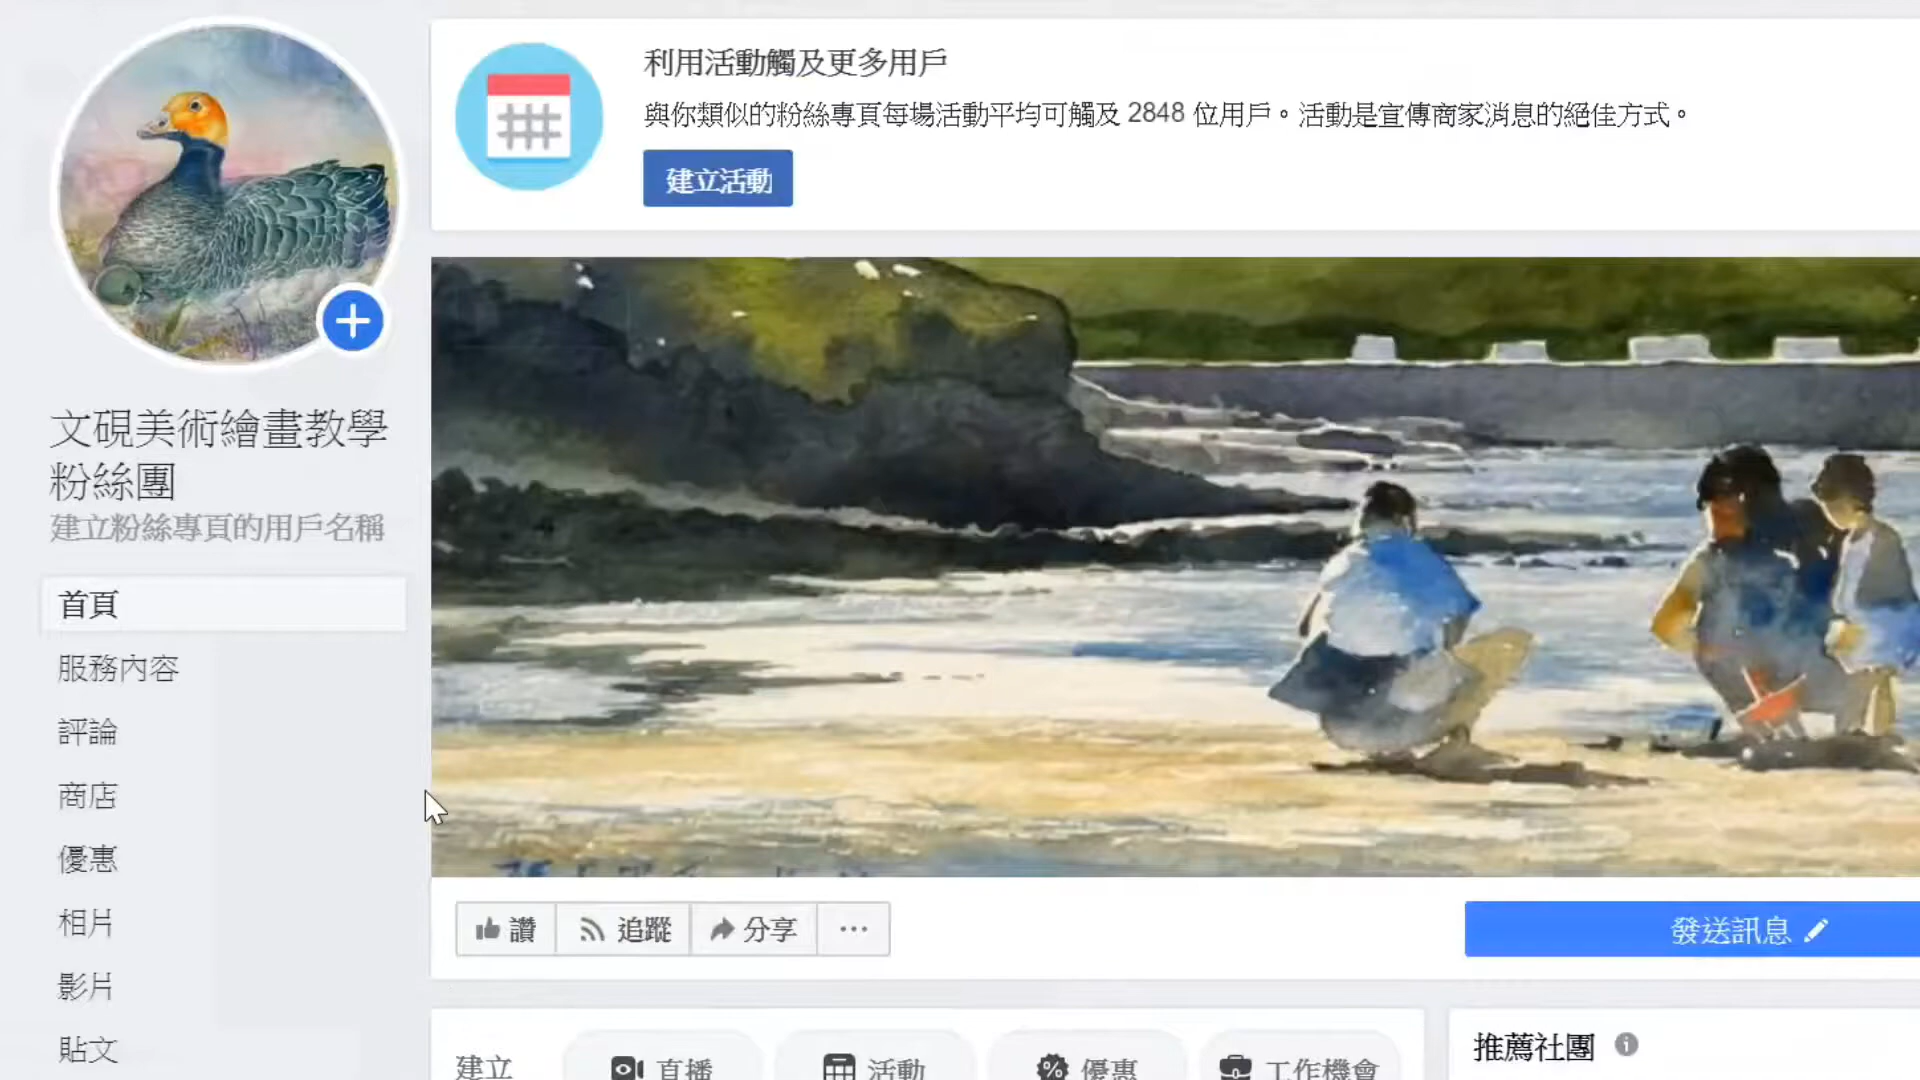 利用活動觸及更多用戶
與你類似的粉絲專頁每場活動平均可觸及 2848 位用戶。活動是宣傳商家消息的絕佳方式。
建立活動
文硯美術繪畫教學
粉絲團
建立粉絲專頁的用戶名稱
首頁
服務內容
評論
商店
優惠
相片
影片
貼文
讚 追蹤 分享 ...
發送訊息
建立 直播 活動 優惠 工作機會
推薦社團